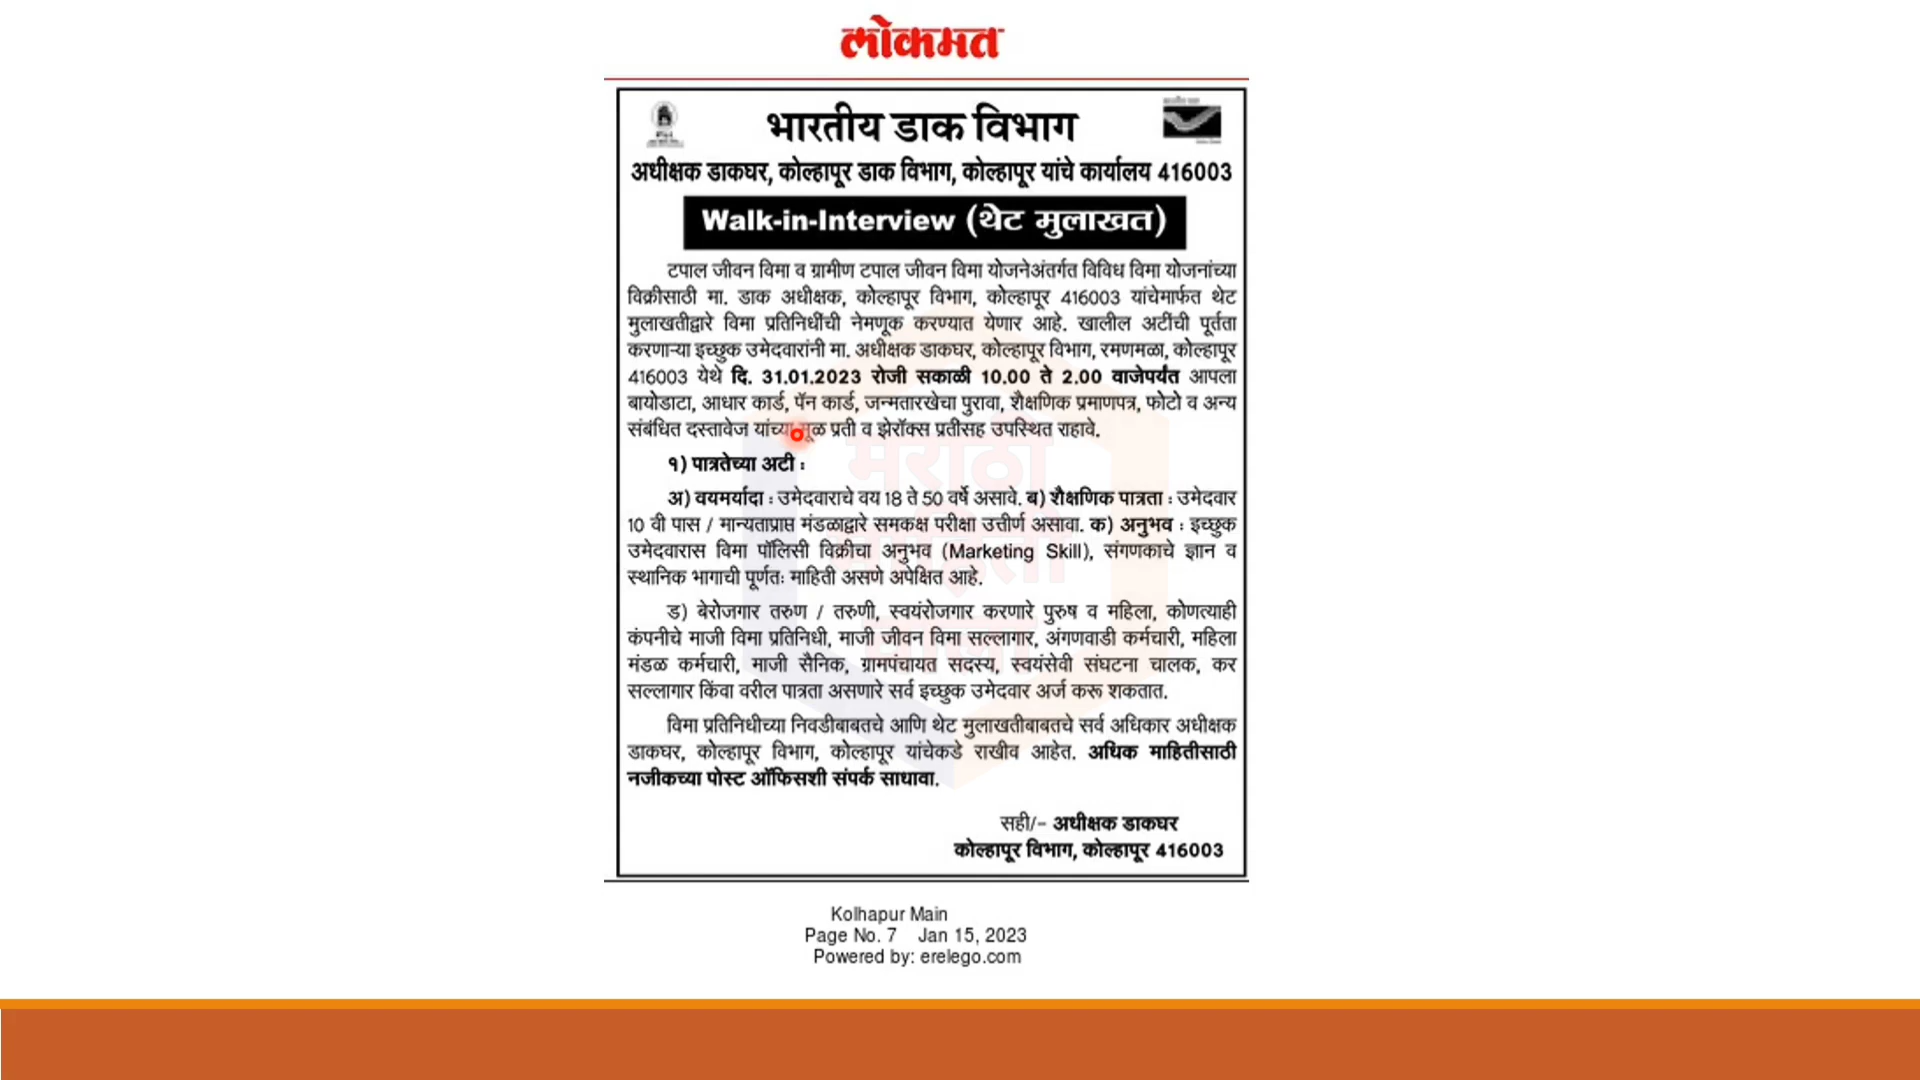 लोकमत
भारतीय डाक विभाग
अधीक्षक डाकघर, कोल्हापूर डाक विभाग, कोल्हापूर यांचे कार्यालय 416003
Walk-in-Interview (थेट मुलाखत)
टपाल जीवन विमा व ग्रामीण टपाल जीवन विमा योजनेअंतर्गत विविध विमा योजनांच्या
विक्रीसाठी मा. डाक अधीक्षक, कोल्हापूर विभाग, कोल्हापूर 416003 यांचेमार्फत थेट
मुलाखतीद्वारे विमा प्रतिनिधींची नेमणूक करण्यात येणार आहे. खालील अटींची पूर्तता
करणाऱ्या इच्छुक उमेदवारांनी मा. अधीक्षक डाकघर, कोल्हापूर विभाग, रमणमळा, कोल्हापूर
416003 येथे दि. 31.01.2023 रोजी सकाळी 10.00 ते 2.00 वाजेपर्यंत आपला
बायोडाटा, आधार कार्ड, पॅन कार्ड, जन्मतारखेचा पुरावा, शैक्षणिक प्रमाणपत्र, फोटो व अन्य
संबंधित दस्तावेज यांच्या मूळ प्रती व झेरॉक्स प्रतीसह उपस्थित राहावे.
१) पात्रतेच्या अटी :
अ) वयमर्यादा : उमेदवाराचे वय 18 ते 50 वर्षे असावे. ब) शैक्षणिक पात्रता : उमेदवार
10 वी पास / मान्यताप्राप्त मंडळाद्वारे समकक्ष परीक्षा उत्तीर्ण असावा. क) अनुभव : इच्छुक
उमेदवारास विमा पॉलिसी विक्रीचा अनुभव (Marketing Skill), संगणकाचे ज्ञान व
स्थानिक भागाची पूर्णतः माहिती असणे अपेक्षित आहे.
ड) बेरोजगार तरुण / तरुणी, स्वयंरोजगार करणारे पुरुष व महिला, कोणत्याही
कंपनीचे माजी विमा प्रतिनिधी, माजी जीवन विमा सल्लागार, अंगणवाडी कर्मचारी, महिला
मंडळ कर्मचारी, माजी सैनिक, ग्रामपंचायत सदस्य, स्वयंसेवी संघटना चालक, कर
सल्लागार किंवा वरील पात्रता असणारे सर्व इच्छुक उमेदवार अर्ज करू शकतात.
विमा प्रतिनिधीच्या निवडीबाबतचे आणि थेट मुलाखतीबाबतचे सर्व अधिकार अधीक्षक
डाकघर, कोल्हापूर विभाग, कोल्हापूर यांचेकडे राखीव आहेत. अधिक माहितीसाठी
नजीकच्या पोस्ट ऑफिसशी संपर्क साधावा.
सही/- अधीक्षक डाकघर
कोल्हापूर विभाग, कोल्हापूर 416003
मराठी
माहिती
Kolhapur Main
Page No. 7 Jan 15, 2023
Powered by: erelego.com